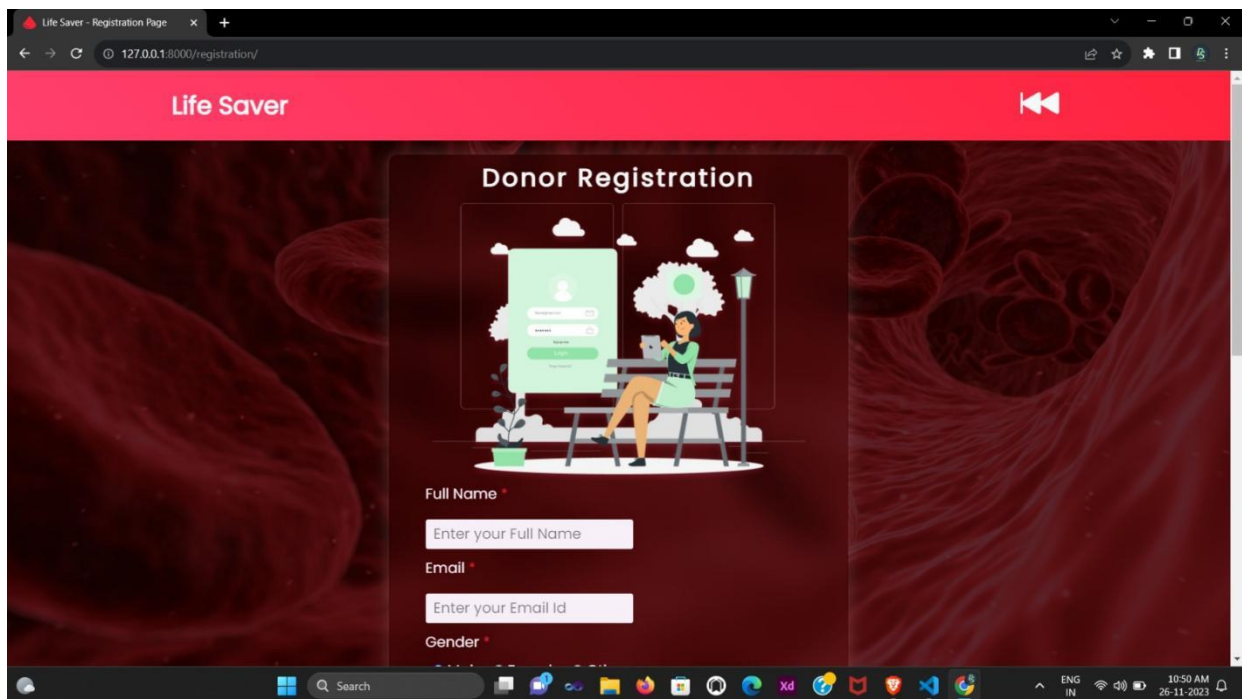 Life Saver - Registration Page
127.0.0.1:8000/registration/
Life Saver
Donor Registration
Login
Full Name *
Enter your Full Name
Email *
Enter your Email Id
Gender *
Search
Xd
ENG
IN
10:50 AM
26-11-2023